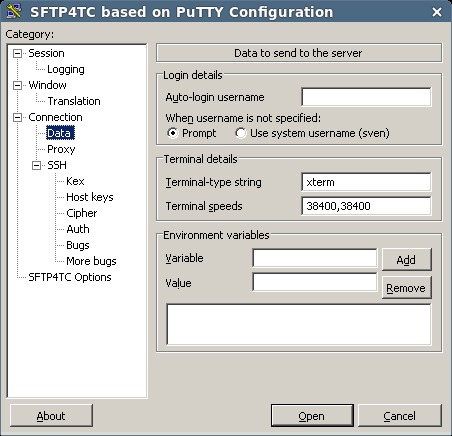 SFTP4TC based on PuTTY Configuration
Category:
Session
Logging
Window
Translation
Connection
Data
Proxy
SSH
Kex
Host keys
Cipher
Auth
Bugs
More bugs
SFTP4TC Options
Data to send to the server
Login details
Auto-login username
When username is not specified:
Prompt Use system username (sven)
Terminal details
Terminal-type string xterm
Terminal speeds 38400,38400
Environment variables
Variable Add
Value Remove
About Open Cancel